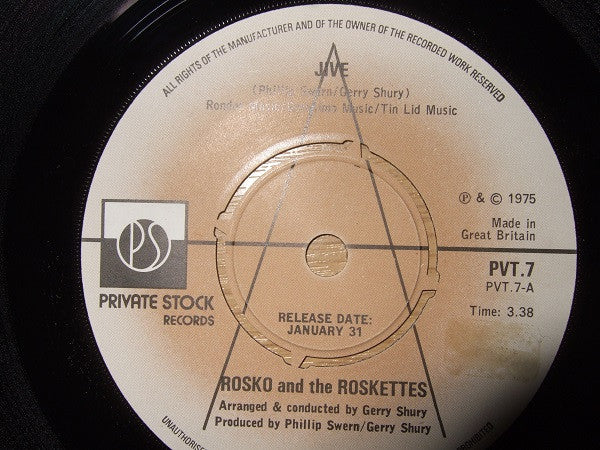 ALL RIGHTS OF THE MANUFACTURER AND OF THE OWNER OF THE RECORDED WORK RESERVED
A
JIVE
(Phillip Swern/Gerry Shury)
Music/Tin Lid Music
℗ & © 1975
Made in
Great Britain
PS
PRIVATE STOCK
RECORDS
PVT.7
PVT.7-A
Time: 3.38
RELEASE DATE:
JANUARY 31
ROSKO and the ROSKETTES
Arranged & conducted by Gerry Shury
Produced by Phillip Swern/Gerry Shury